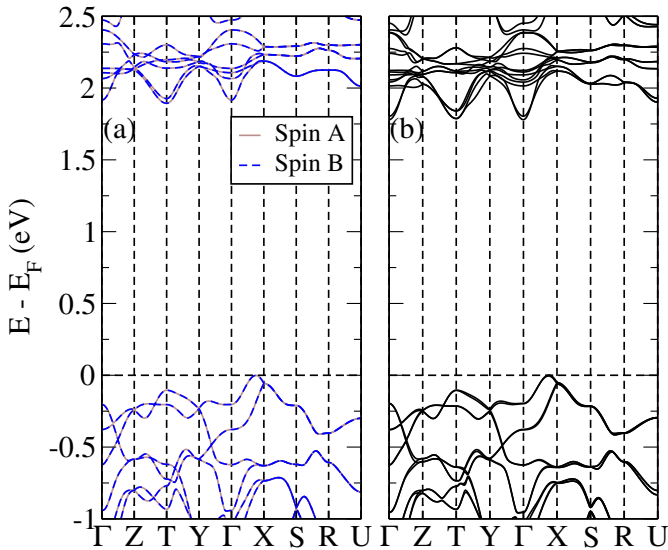 2.5
2
1.5
1
0.5
0
-0.5
-1
E - E_F (eV)
(a)
Spin A
Spin B
(b)
Γ Z T Y Γ X S R U
Γ Z T Y Γ X S R U